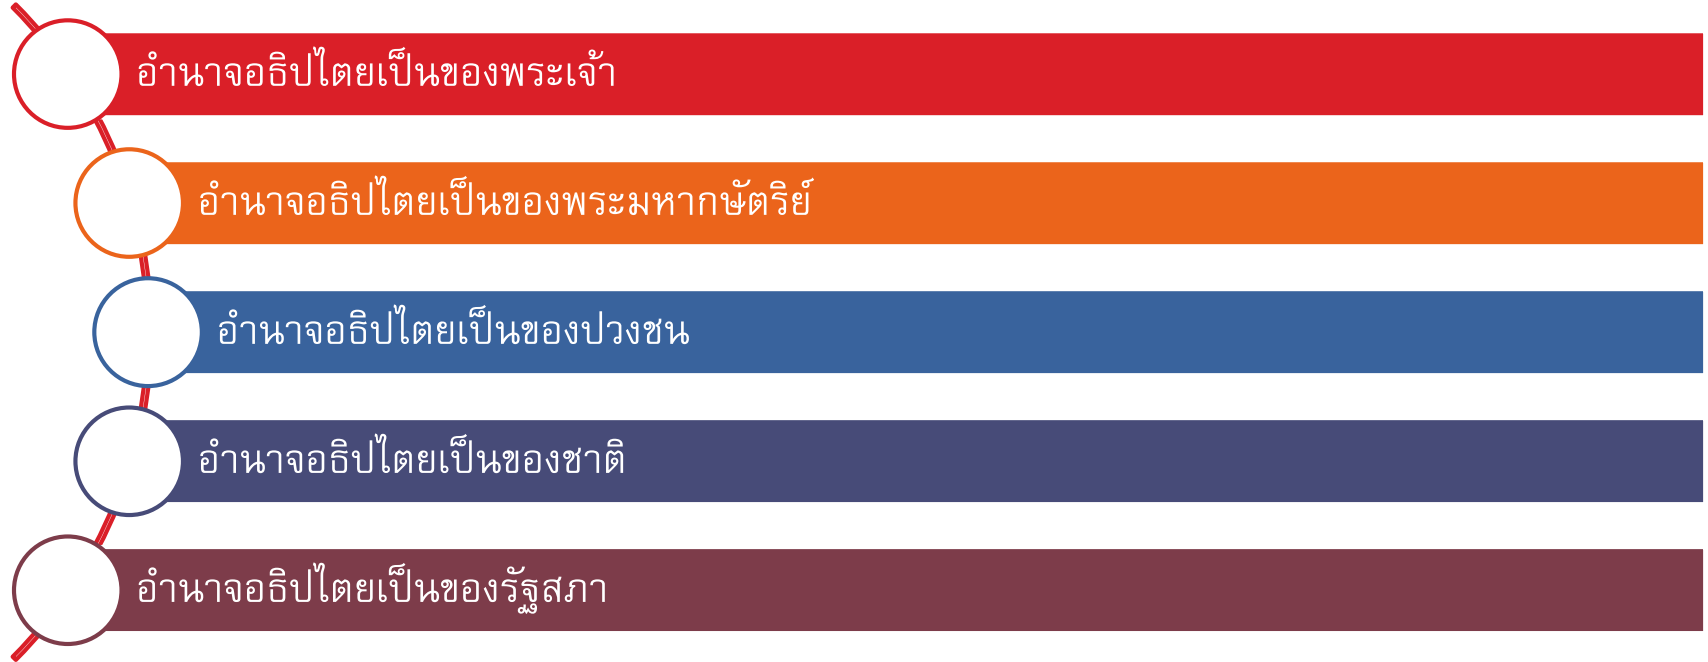 อำนาจอธิปไตยเป็นของพระเจ้า
อำนาจอธิปไตยเป็นของพระมหากษัตริย์
อำนาจอธิปไตยเป็นของปวงชน
อำนาจอธิปไตยเป็นของชาติ
อำนาจอธิปไตยเป็นของรัฐสภา